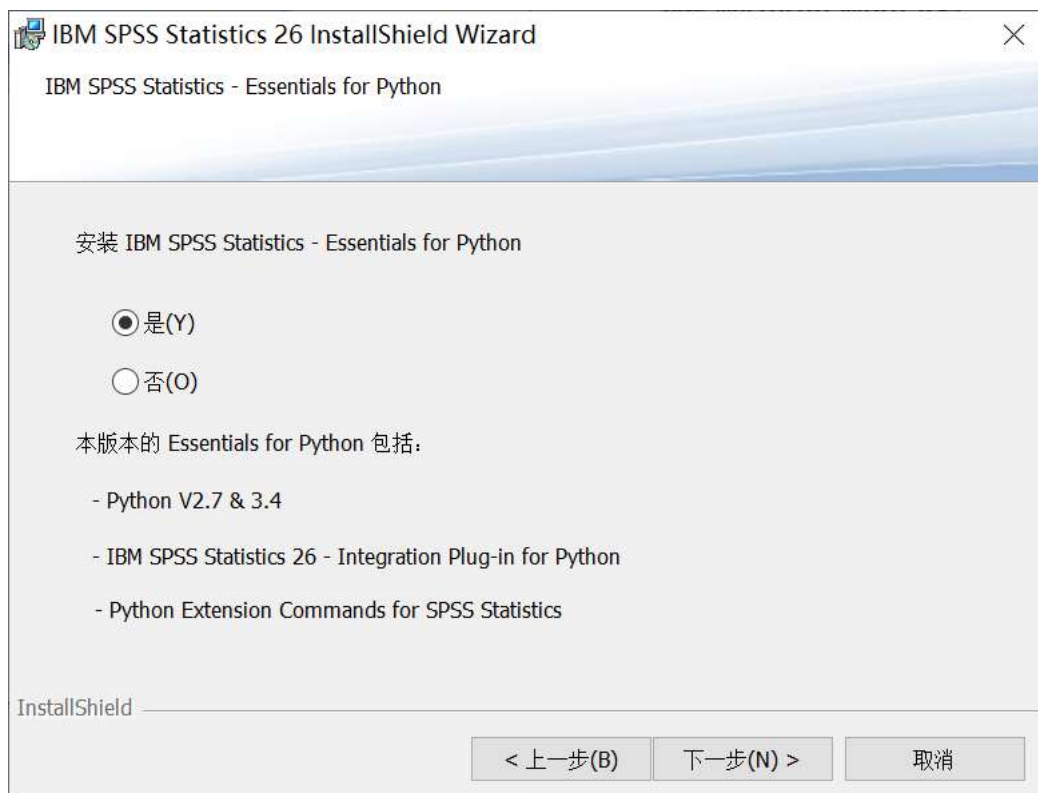 IBM SPSS Statistics 26 InstallShield Wizard
IBM SPSS Statistics - Essentials for Python
安装 IBM SPSS Statistics - Essentials for Python
是(Y)
否(O)
本版本的 Essentials for Python 包括：
- Python V2.7 & 3.4
- IBM SPSS Statistics 26 - Integration Plug-in for Python
- Python Extension Commands for SPSS Statistics
InstallShield
< 上一步(B) 下一步(N) > 取消